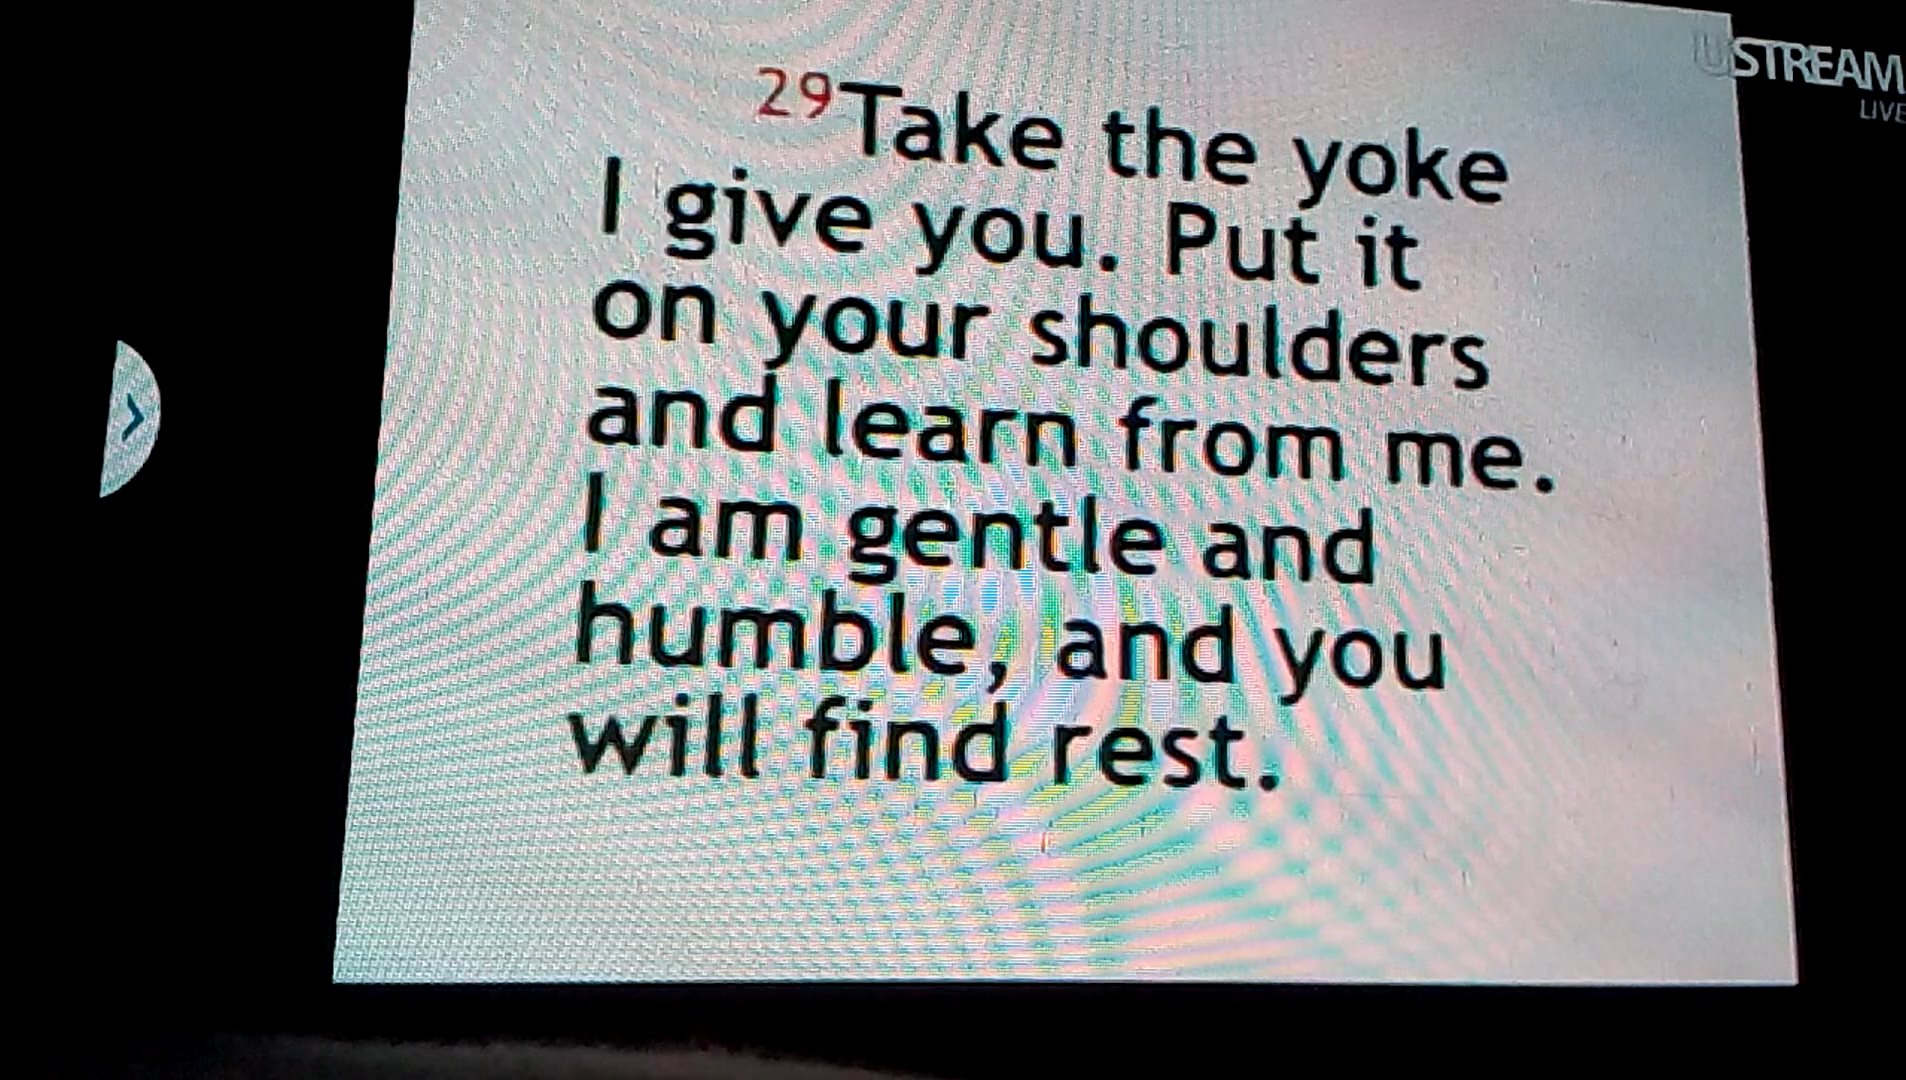 USTREAM
LIVE
29Take the yoke
I give you. Put it
on your shoulders
and learn from me.
I am gentle and
humble, and you
will find rest.